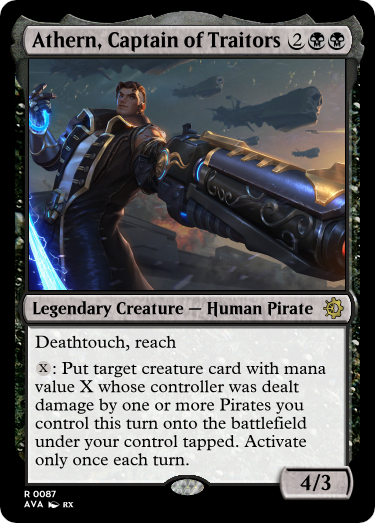 Athern, Captain of Traitors 2
Legendary Creature — Human Pirate
Deathtouch, reach
X: Put target creature card with mana
value X whose controller was dealt
damage by one or more Pirates you
control this turn onto the battlefield
under your control tapped. Activate
only once each turn.
4/3
R 0087
AVA RX